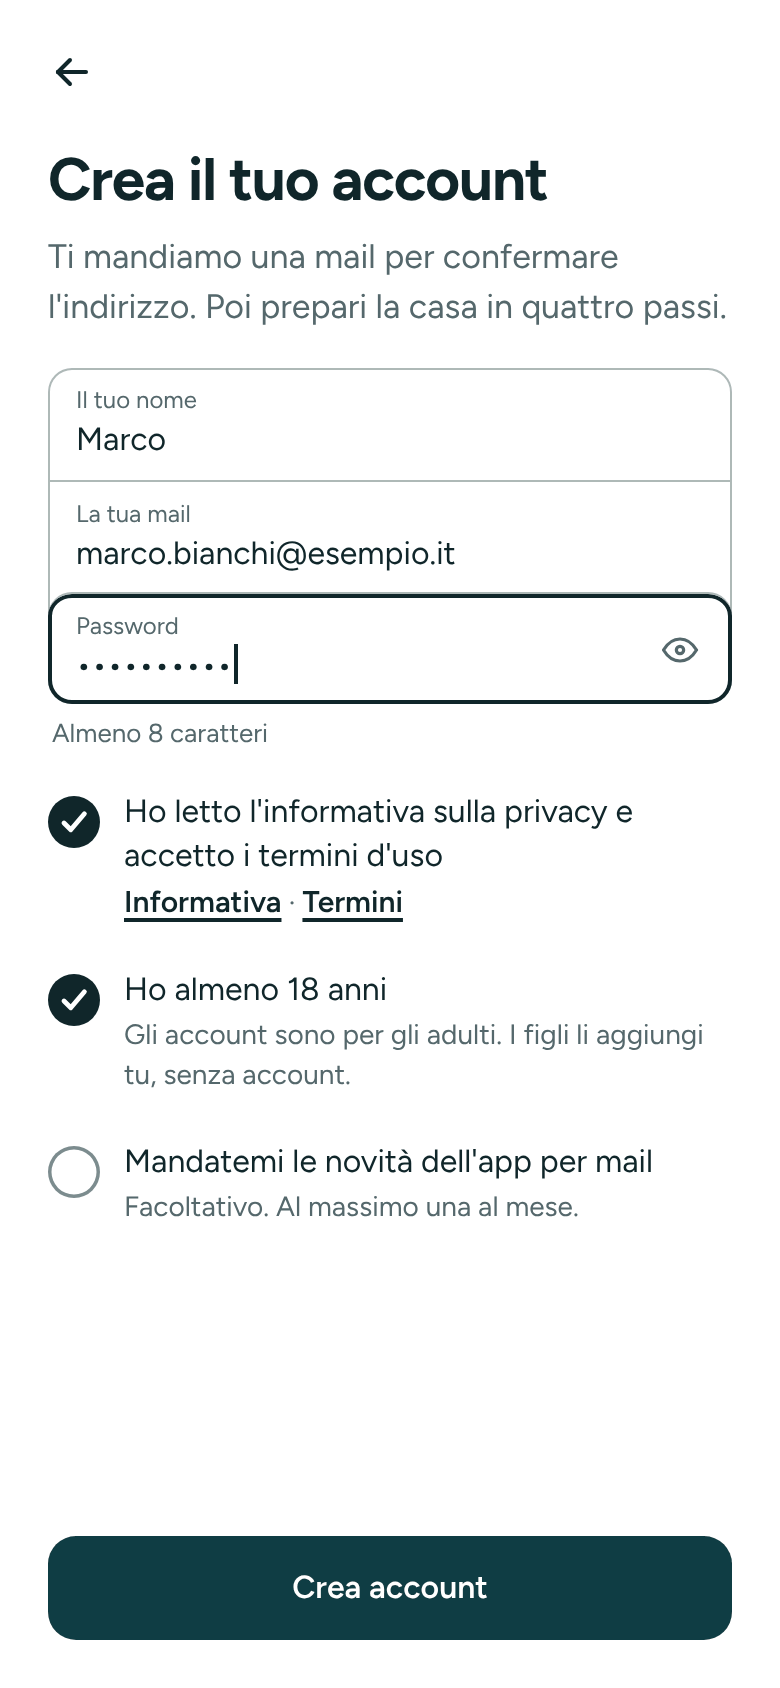 Crea il tuo account
Ti mandiamo una mail per confermare
l'indirizzo. Poi prepari la casa in quattro passi.
Il tuo nome
Marco
La tua mail
marco.bianchi@esempio.it
Password
••••••••••
Almeno 8 caratteri
Ho letto l'informativa sulla privacy e
accetto i termini d'uso
Informativa · Termini
Ho almeno 18 anni
Gli account sono per gli adulti. I figli li aggiungi
tu, senza account.
Mandatemi le novità dell'app per mail
Facoltativo. Al massimo una al mese.
Crea account